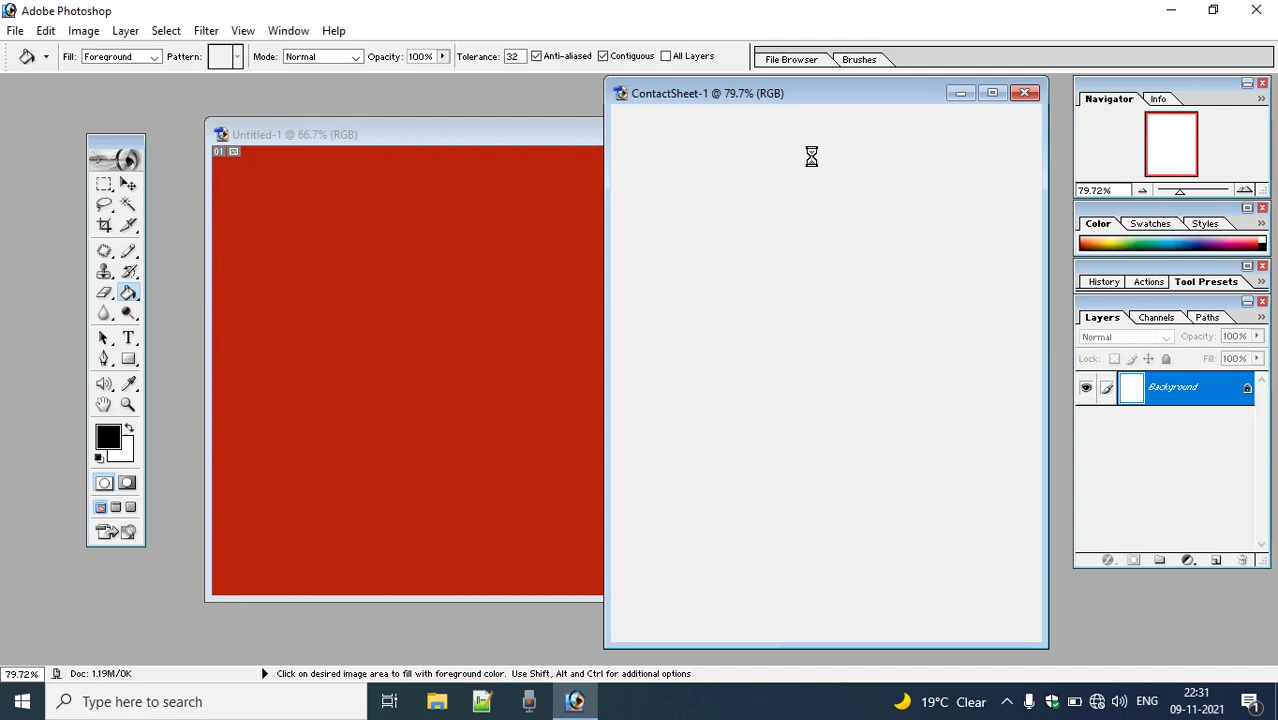 Adobe Photoshop
File Edit Image Layer Select Filter View Window Help
Fill: Foreground Pattern: Mode: Normal Opacity: 100% Tolerance: 32 Anti-aliased Contiguous All Layers File Browser Brushes
ContactSheet-1 @ 79.7% (RGB)
Navigator Info
Untitled-1 @ 66.7% (RGB)
01
79.72%
Color Swatches Styles
History Actions Tool Presets
Layers Channels Paths
Normal Opacity: 100%
Lock: Fill: 100%
Background
T
79.72% Doc: 1.19M/0K Click on desired image area to fill with foreground color. Use Shift, Alt and Ctrl for additional options
Type here to search
19°C Clear
ENG
22:31
09-11-2021
1